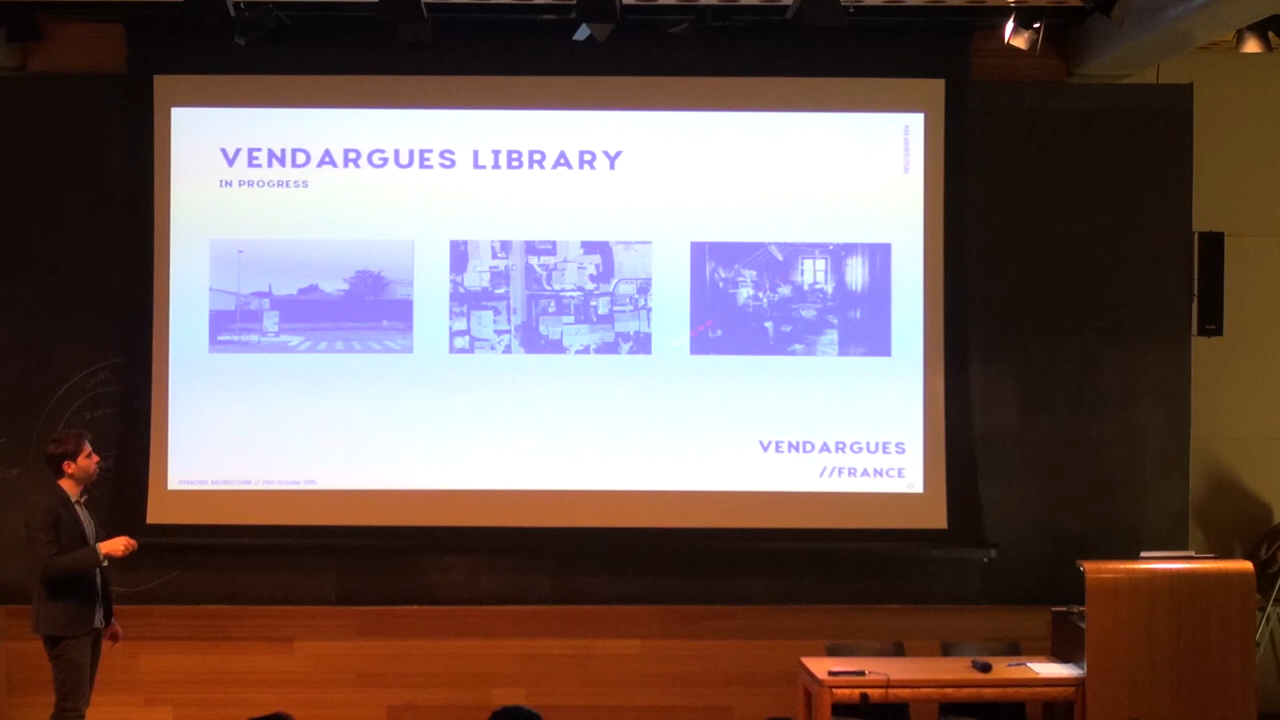 VENDARGUES LIBRARY
IN PROGRESS
VENDARGUES
//FRANCE